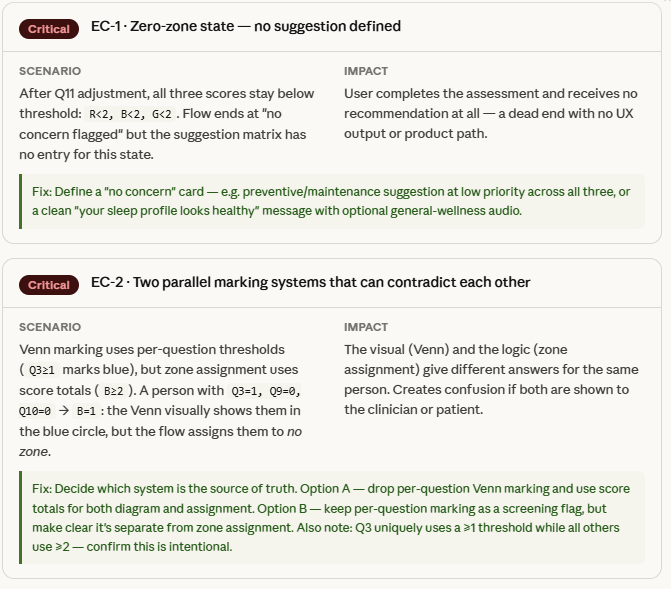 Critical EC-1 · Zero-zone state — no suggestion defined
SCENARIO
After Q11 adjustment, all three scores stay below
threshold: R<2, B<2, G<2. Flow ends at "no
concern flagged" but the suggestion matrix has
no entry for this state.
IMPACT
User completes the assessment and receives no
recommendation at all — a dead end with no UX
output or product path.
Fix: Define a "no concern" card — e.g. preventive/maintenance suggestion at low priority across all three, or
a clean "your sleep profile looks healthy" message with optional general-wellness audio.
Critical EC-2 · Two parallel marking systems that can contradict each other
SCENARIO
Venn marking uses per-question thresholds
( Q3≥1 marks blue), but zone assignment uses
score totals ( B≥2 ). A person with Q3=1, Q9=0,
Q10=0 → B=1 : the Venn visually shows them in
the blue circle, but the flow assigns them to no
zone.
IMPACT
The visual (Venn) and the logic (zone
assignment) give different answers for the same
person. Creates confusion if both are shown to
the clinician or patient.
Fix: Decide which system is the source of truth. Option A — drop per-question Venn marking and use score
totals for both diagram and assignment. Option B — keep per-question marking as a screening flag, but
make clear it's separate from zone assignment. Also note: Q3 uniquely uses a ≥1 threshold while all others
use ≥2 — confirm this is intentional.